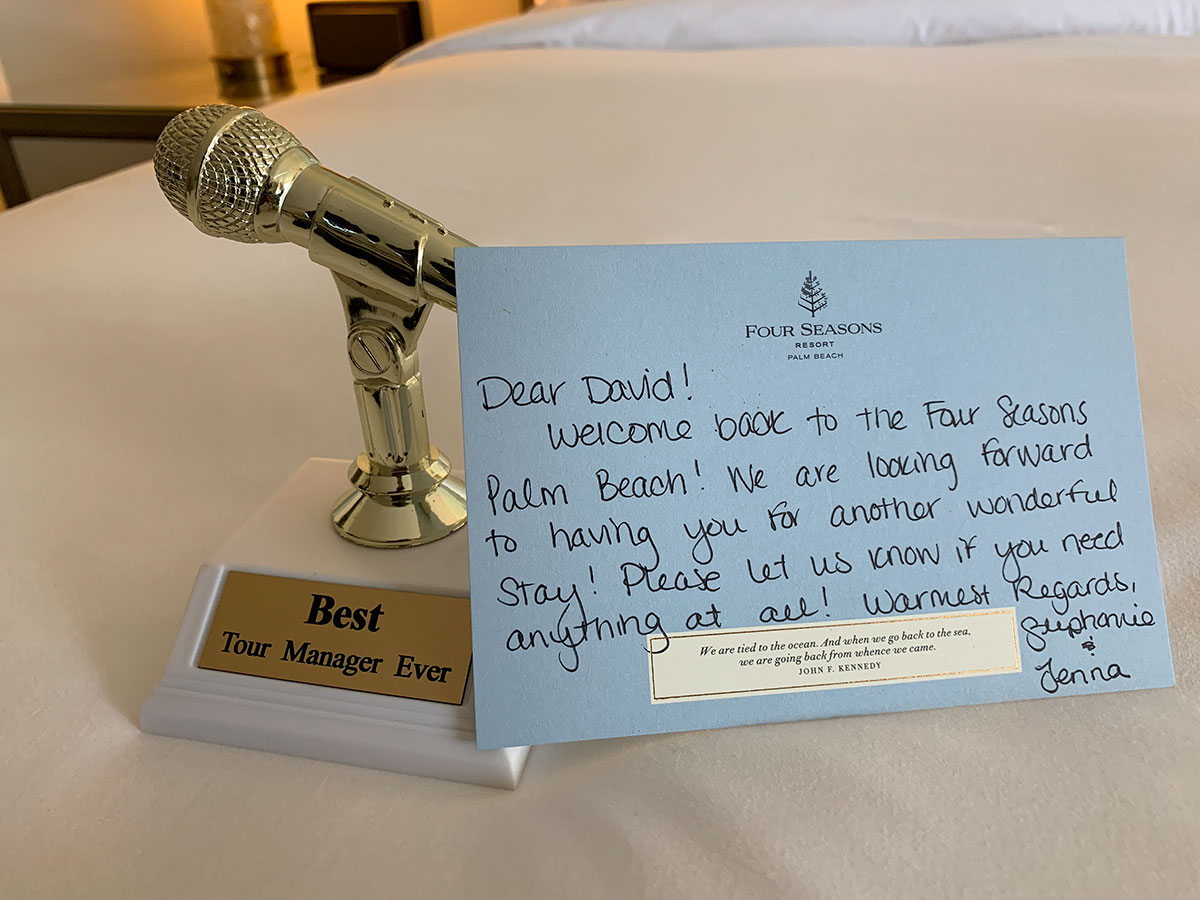 Best
Tour Manager Ever
FOUR SEASONS
RESORT
PALM BEACH
Dear David!
Welcome back to the Four Seasons
Palm Beach! We are looking forward
to having you for another wonderful
Stay! Please let us know if you need
anything at all! Warmest Regards,
Stephanie
&
Jenna
We are tied to the ocean. And when we go back to the sea,
we are going back from whence we came.
JOHN F. KENNEDY